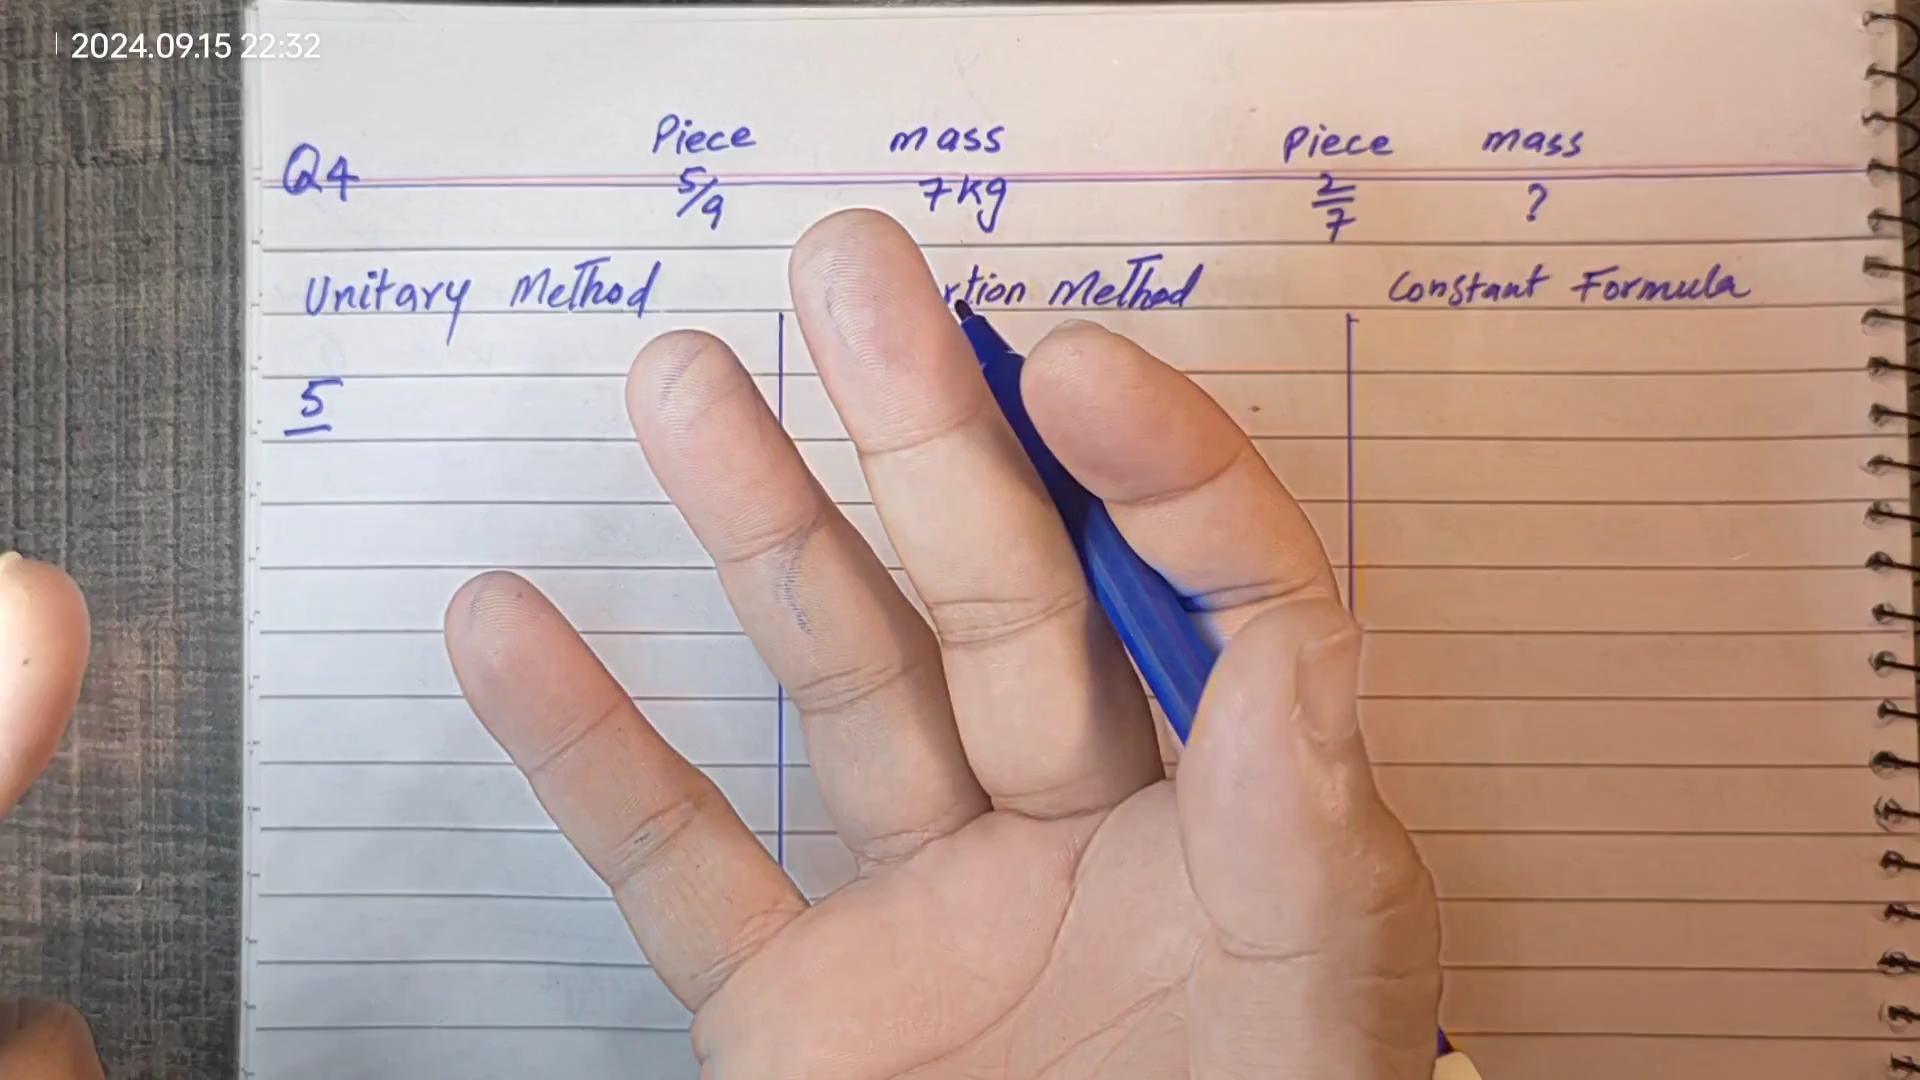 2024.09.15 22:32
Piece mass Piece mass
Q4 5/9 7kg 2/7 ?
Unitary Method rtion Method Constant Formula
5